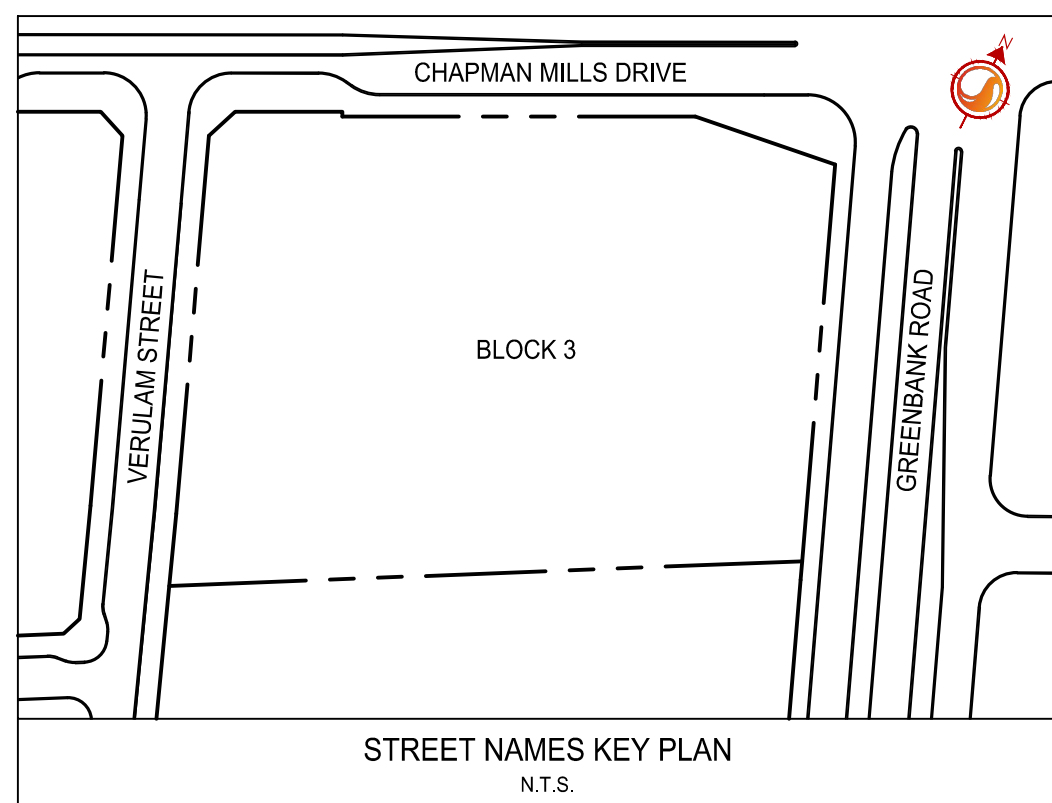 CHAPMAN MILLS DRIVE
N
VERULAM STREET
BLOCK 3
GREENBANK ROAD
STREET NAMES KEY PLAN
N.T.S.